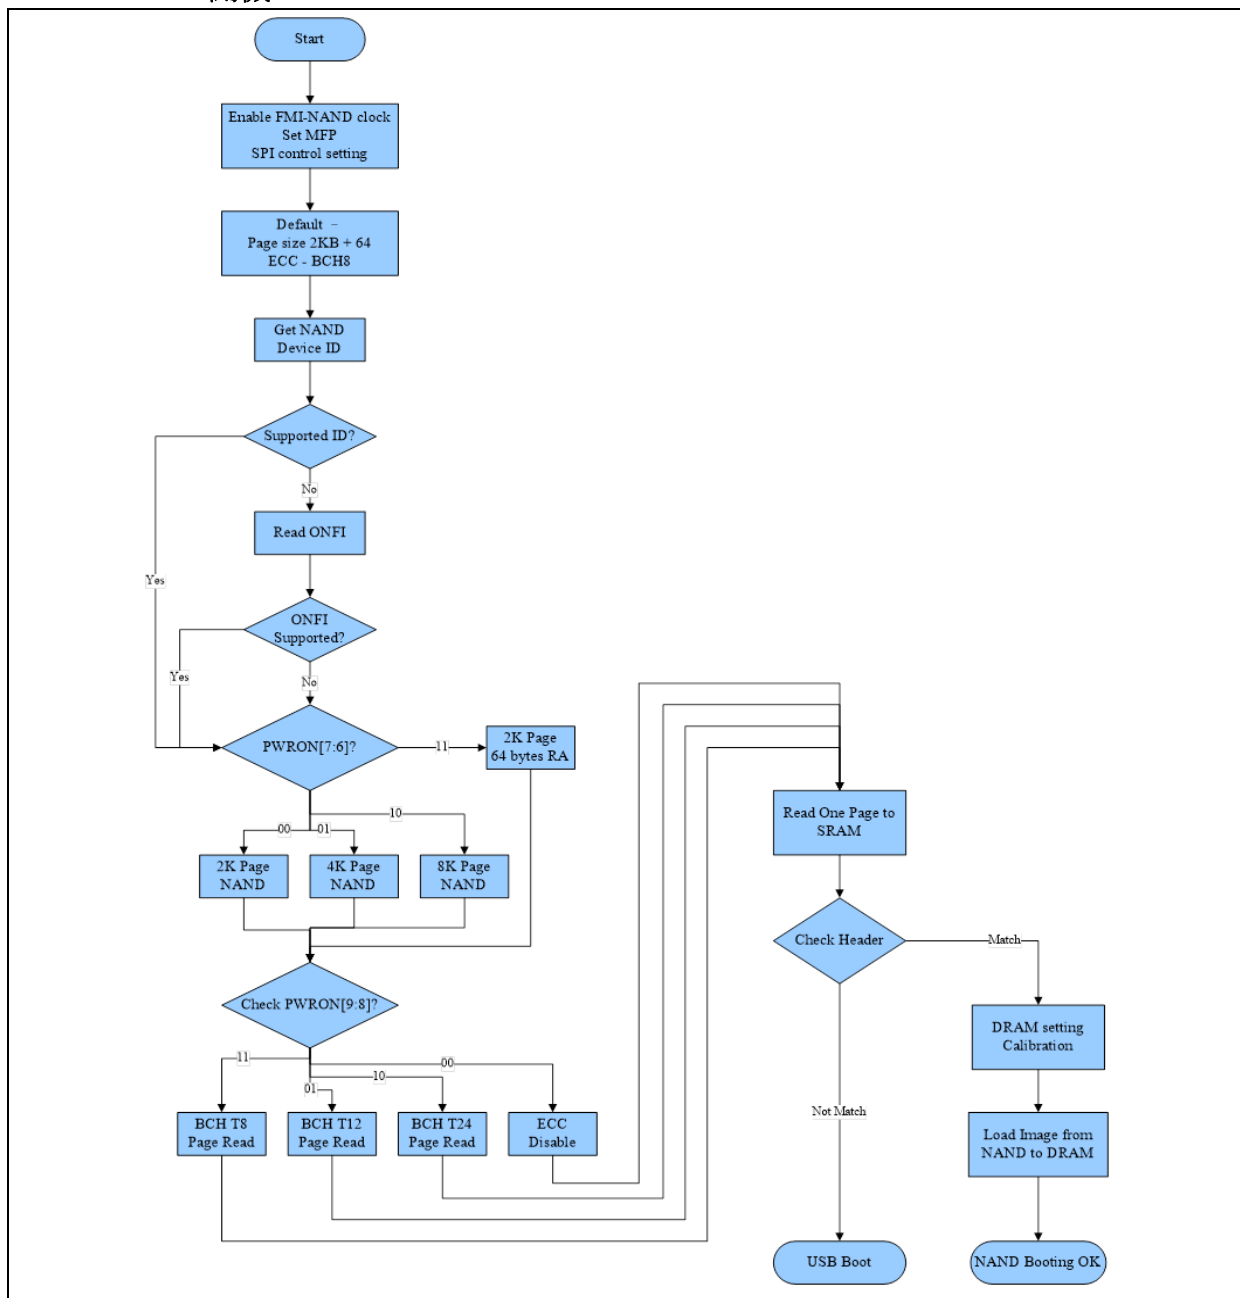 Start
Enable FMI-NAND clock
Set MFP
SPI control setting
Default –
Page size 2KB + 64
ECC - BCH8
Get NAND
Device ID
Supported ID?
No
Read ONFI
Yes
ONFI
Supported?
Yes
No
PWRON[7:6]?
11
2K Page
64 bytes RA
10
00
01
2K Page
NAND
4K Page
NAND
8K Page
NAND
Check PWRON[9:8]?
11
00
10
01
BCH T8
Page Read
BCH T12
Page Read
BCH T24
Page Read
ECC
Disable
Read One Page to
SRAM
Check Header
Match
DRAM setting
Calibration
Not Match
Load Image from
NAND to DRAM
USB Boot
NAND Booting OK